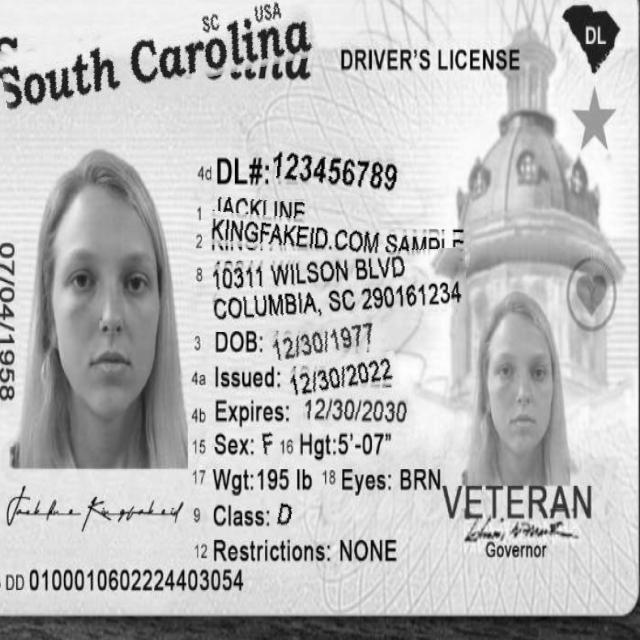 SC USA
South Carolina
DRIVER'S LICENSE
DL
4d DL#:123456789
1 JACKLINE
2 KINGFAKEID.COM SAMPLE
8 10311 WILSON BLVD
COLUMBIA, SC 290161234
07/04/1958
3 DOB: 12/30/1977
4a Issued: 12/30/2022
4b Expires: 12/30/2030
15 Sex: F 16 Hgt:5'-07"
17 Wgt:195 lb 18 Eyes: BRN
VETERAN
9 Class: D
Governor
12 Restrictions: NONE
5 DD 0100010602224403054